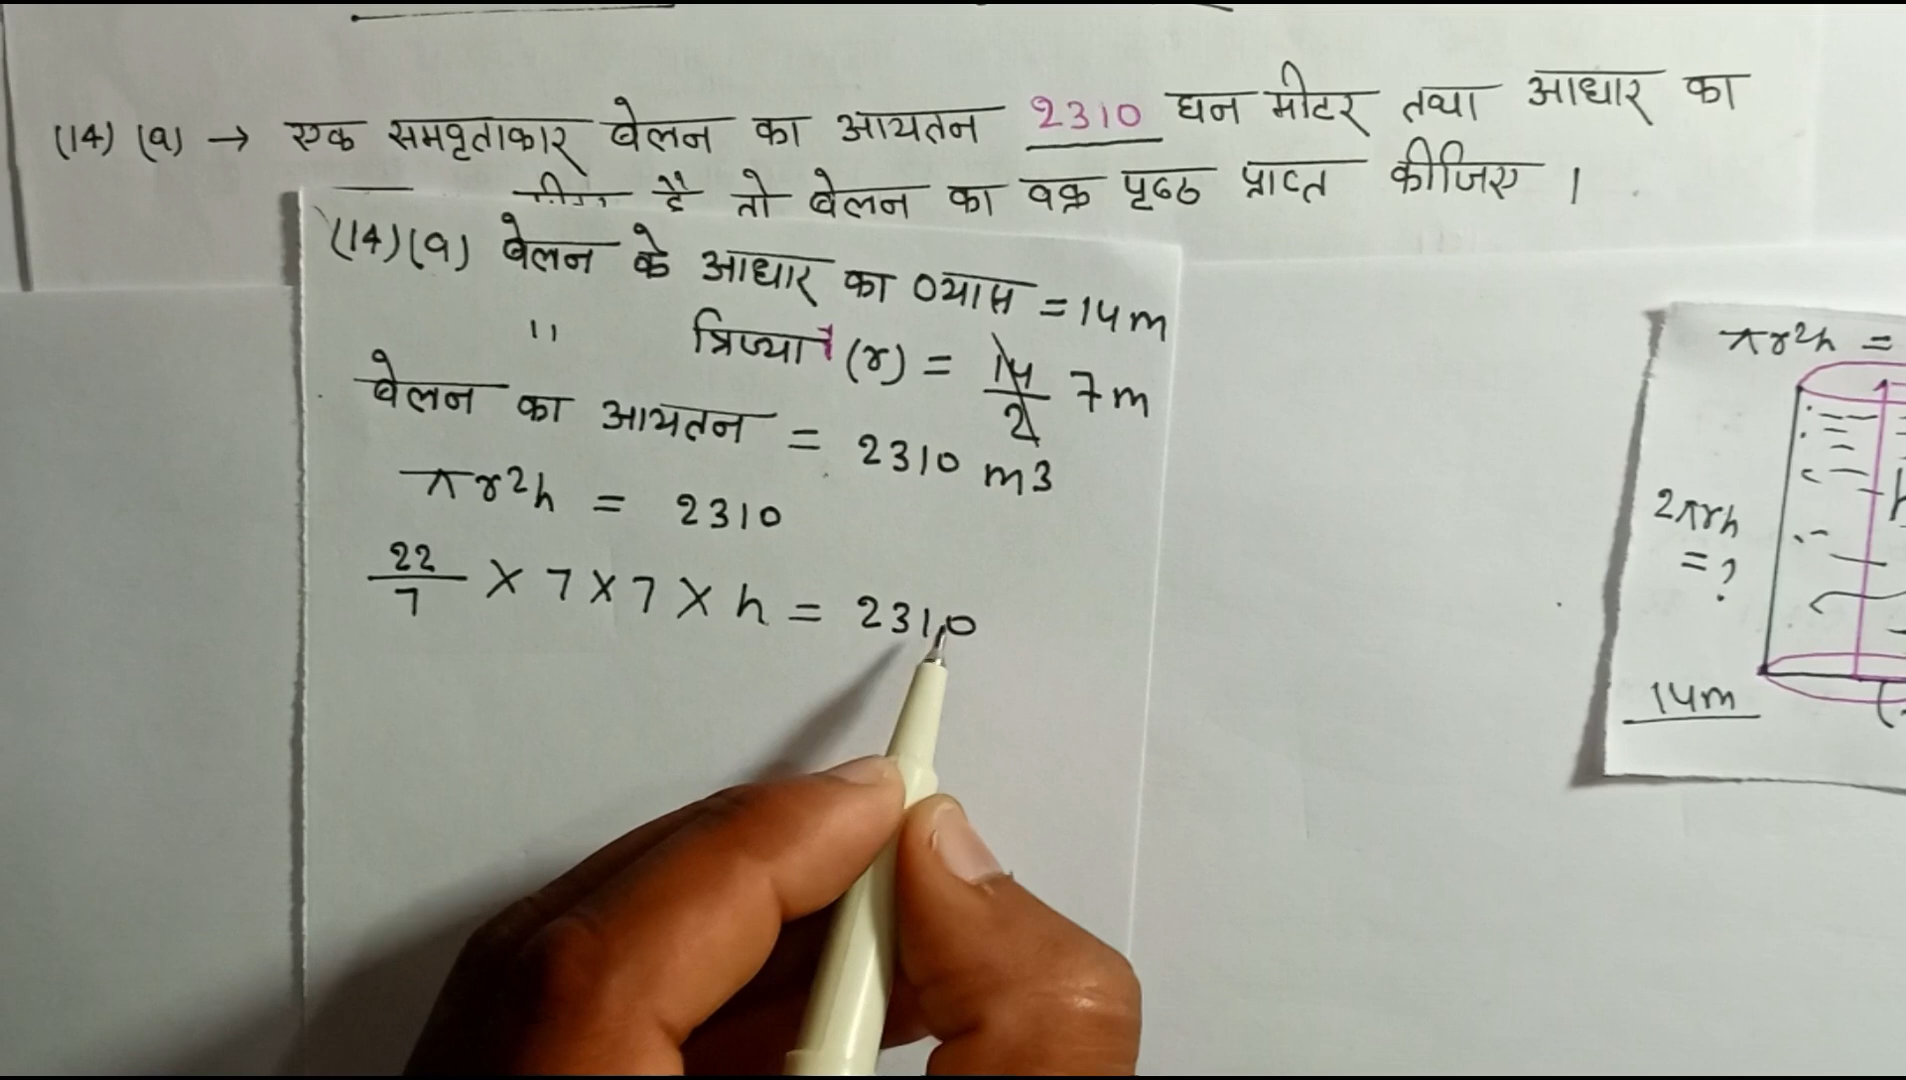 (14) (a) → एक समवृताकार बेलन का आयतन 2310 घन मीटर तथा आधार का
है तो बेलन का वक्र पृष्ठ प्राप्त कीजिए ।
(14)(a) बेलन के आधार का व्यास = 14m
" त्रिज्या (r) = 14/2 7m
बेलन का आयतन = 2310 m3
πr2h = 2310
22/7 × 7 × 7 × h = 2310
πr2h =
2πrh
= ?
14m